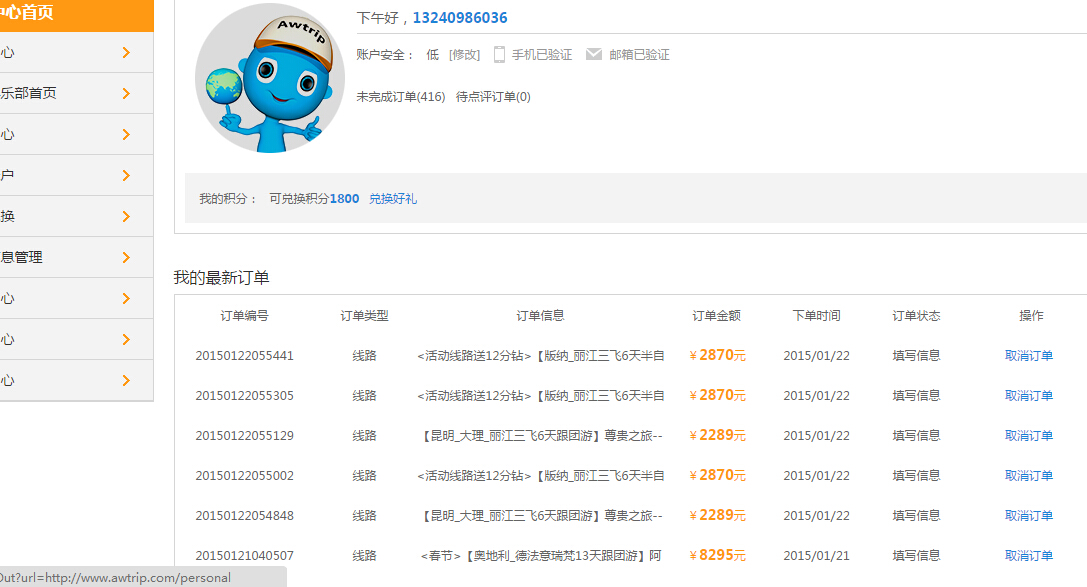 中心首页
心
乐部首页
心
户
换
息管理
心
心
心
Awtrip
下午好，13240986036
账户安全： 低 [修改] 手机已验证 邮箱已验证
未完成订单(416) 待点评订单(0)
我的积分： 可兑换积分1800 兑换好礼
我的最新订单
订单编号 订单类型 订单信息 订单金额 下单时间 订单状态 操作
20150122055441 线路 <活动线路送12分钻>【版纳_丽江三飞6天半自 ¥2870元 2015/01/22 填写信息 取消订单
20150122055305 线路 <活动线路送12分钻>【版纳_丽江三飞6天半自 ¥2870元 2015/01/22 填写信息 取消订单
20150122055129 线路 【昆明_大理_丽江三飞6天跟团游】尊贵之旅-- ¥2289元 2015/01/22 填写信息 取消订单
20150122055002 线路 <活动线路送12分钻>【版纳_丽江三飞6天半自 ¥2870元 2015/01/22 填写信息 取消订单
20150122054848 线路 【昆明_大理_丽江三飞6天跟团游】尊贵之旅-- ¥2289元 2015/01/22 填写信息 取消订单
20150121040507 线路 <春节>【奥地利_德法意瑞梵13天跟团游】阿 ¥8295元 2015/01/21 填写信息 取消订单
Out?url=http://www.awtrip.com/personal